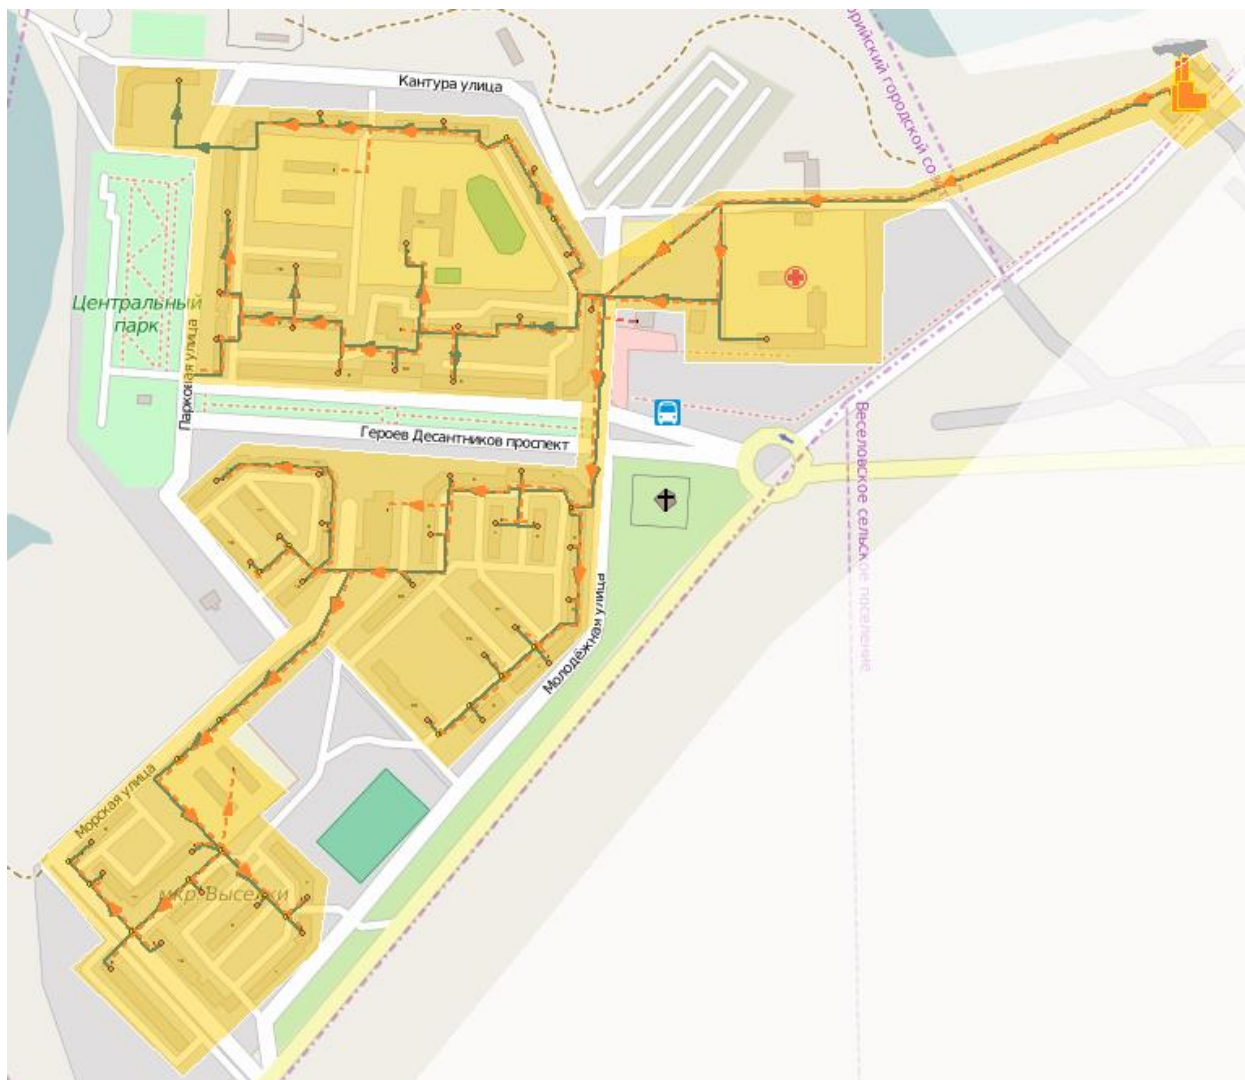 орийский городской со
Кантура улица
Центральный
парк
Парковая улица
Героев Десантников проспект
Веселовское сельское поселение
Молодёжная улица
Морская улица
мкр. Выселки